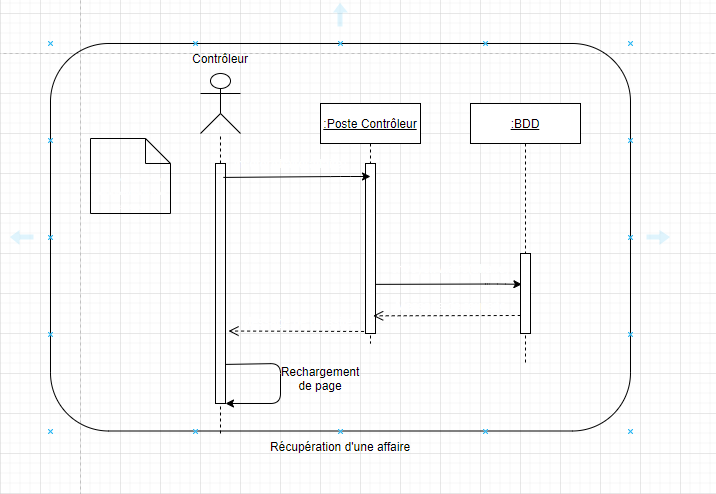 Contrôleur
:Poste Contrôleur
:BDD
Rechargement
de page
Récupération d'une affaire